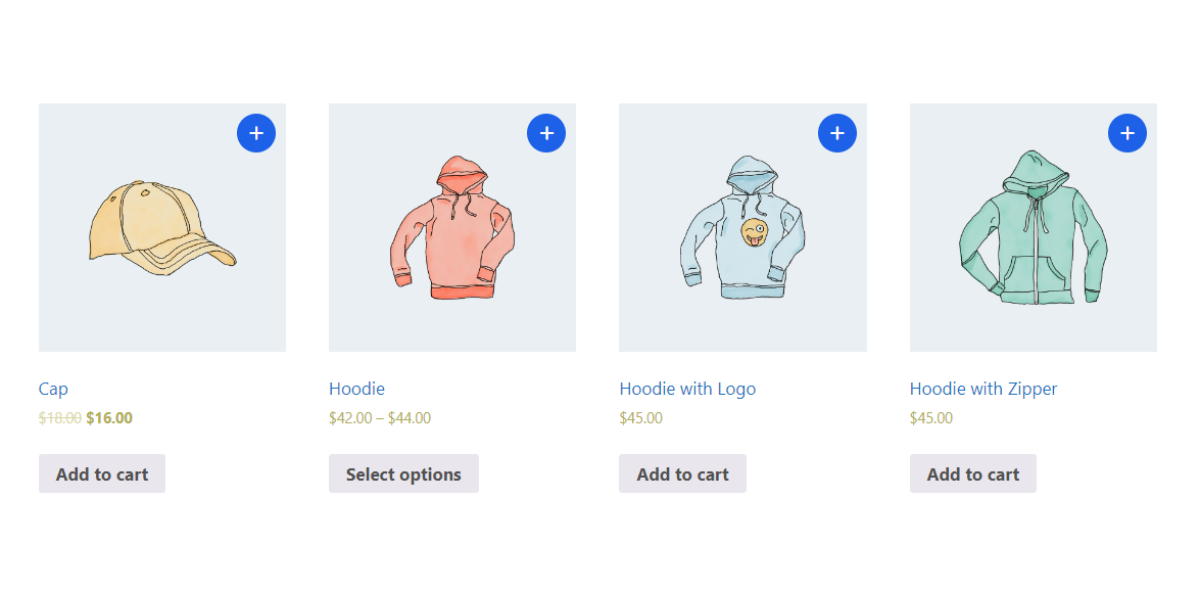 +
+
+
+
Cap
$18.00 $16.00
Add to cart
Hoodie
$42.00 – $44.00
Select options
Hoodie with Logo
$45.00
Add to cart
Hoodie with Zipper
$45.00
Add to cart